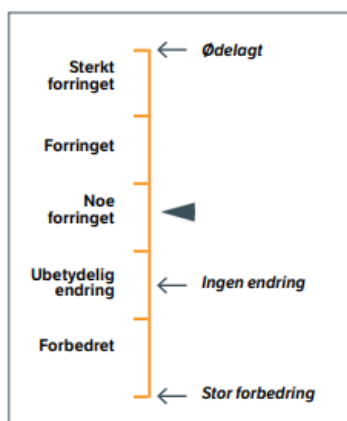 Ødelagt
Sterkt
forringet
Forringet
Noe
forringet
Ubetydelig
endring
Ingen endring
Forbedret
Stor forbedring